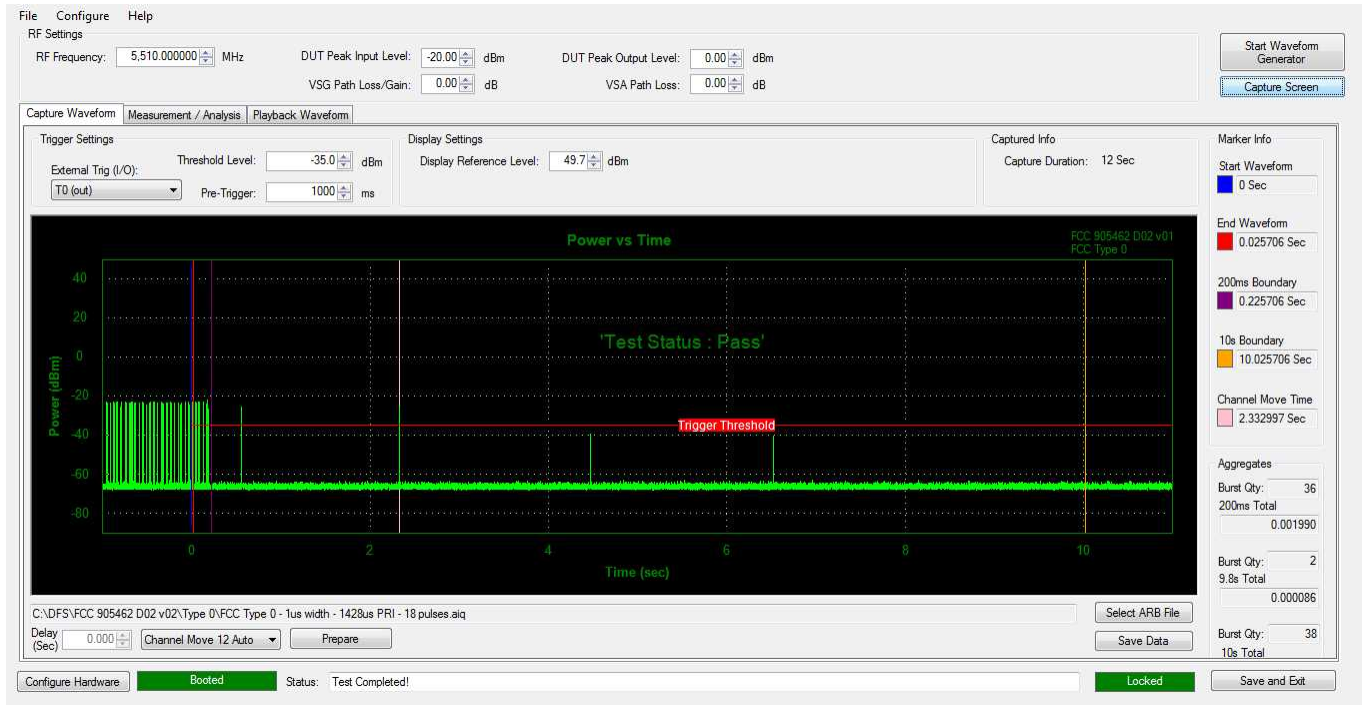 File Configure Help
RF Settings
RF Frequency: 5,510.000000 MHz DUT Peak Input Level: -20.00 dBm DUT Peak Output Level: 0.00 dBm
VSG Path Loss/Gain: 0.00 dB VSA Path Loss: 0.00 dB
Start Waveform
Generator
Capture Screen
Capture Waveform Measurement / Analysis Playback Waveform
Trigger Settings
External Trig (I/O):
T0 (out)
Threshold Level: -35.0 dBm
Pre-Trigger: 1000 ms
Display Settings
Display Reference Level: 49.7 dBm
Captured Info
Capture Duration: 12 Sec
Marker Info
Start Waveform
0 Sec
End Waveform
0.025706 Sec
200ms Boundary
0.225706 Sec
10s Boundary
10.025706 Sec
Channel Move Time
2.332997 Sec
Aggregates
Burst Qty: 36
200ms Total
0.001990
Burst Qty: 2
9.8s Total
0.000086
Burst Qty: 38
10s Total
Power vs Time
FCC 905462 D02 v01
FCC Type 0
'Test Status : Pass'
Trigger Threshold
Power (dBm)
40
20
0
-20
-40
-60
-80
0 2 4 6 8 10
Time (sec)
C:\DFS\FCC 905462 D02 v02\Type 0\FCC Type 0 - 1us width - 1428us PRI - 18 pulses.aiq
Select ARB File
Delay
(Sec)
0.000 Channel Move 12 Auto Prepare Save Data
Configure Hardware Booted Status: Test Completed! Locked Save and Exit